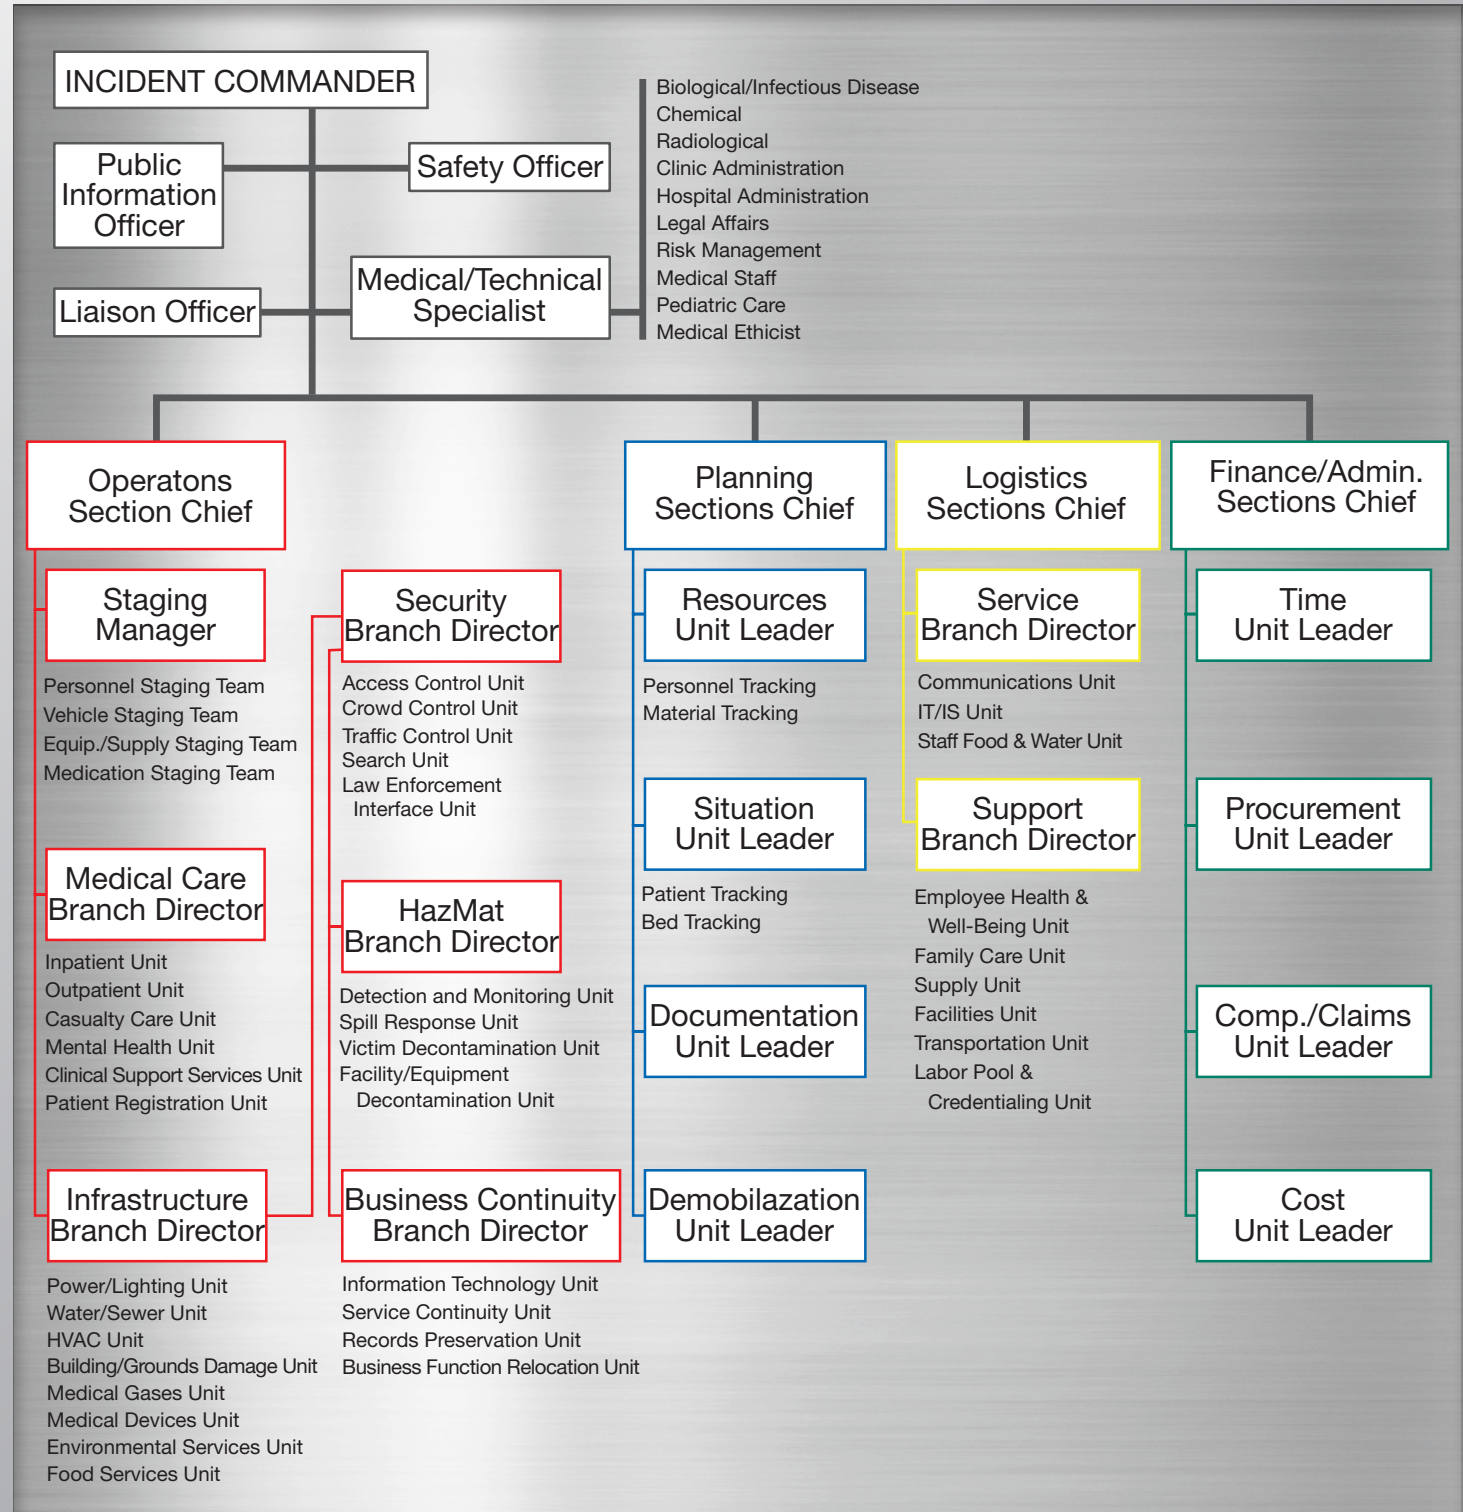 INCIDENT COMMANDER
Public
Information
Officer
Safety Officer
Liaison Officer
Medical/Technical
Specialist
Biological/Infectious Disease
Chemical
Radiological
Clinic Administration
Hospital Administration
Legal Affairs
Risk Management
Medical Staff
Pediatric Care
Medical Ethicist
Operatons
Section Chief
Staging
Manager
Personnel Staging Team
Vehicle Staging Team
Equip./Supply Staging Team
Medication Staging Team
Medical Care
Branch Director
Inpatient Unit
Outpatient Unit
Casualty Care Unit
Mental Health Unit
Clinical Support Services Unit
Patient Registration Unit
Infrastructure
Branch Director
Power/Lighting Unit
Water/Sewer Unit
HVAC Unit
Building/Grounds Damage Unit
Medical Gases Unit
Medical Devices Unit
Environmental Services Unit
Food Services Unit
Security
Branch Director
Access Control Unit
Crowd Control Unit
Traffic Control Unit
Search Unit
Law Enforcement
Interface Unit
HazMat
Branch Director
Detection and Monitoring Unit
Spill Response Unit
Victim Decontamination Unit
Facility/Equipment
Decontamination Unit
Business Continuity
Branch Director
Information Technology Unit
Service Continuity Unit
Records Preservation Unit
Business Function Relocation Unit
Planning
Sections Chief
Resources
Unit Leader
Personnel Tracking
Material Tracking
Situation
Unit Leader
Patient Tracking
Bed Tracking
Documentation
Unit Leader
Demobilazation
Unit Leader
Logistics
Sections Chief
Service
Branch Director
Communications Unit
IT/IS Unit
Staff Food & Water Unit
Support
Branch Director
Employee Health &
Well-Being Unit
Family Care Unit
Supply Unit
Facilities Unit
Transportation Unit
Labor Pool &
Credentialing Unit
Finance/Admin.
Sections Chief
Time
Unit Leader
Procurement
Unit Leader
Comp./Claims
Unit Leader
Cost
Unit Leader